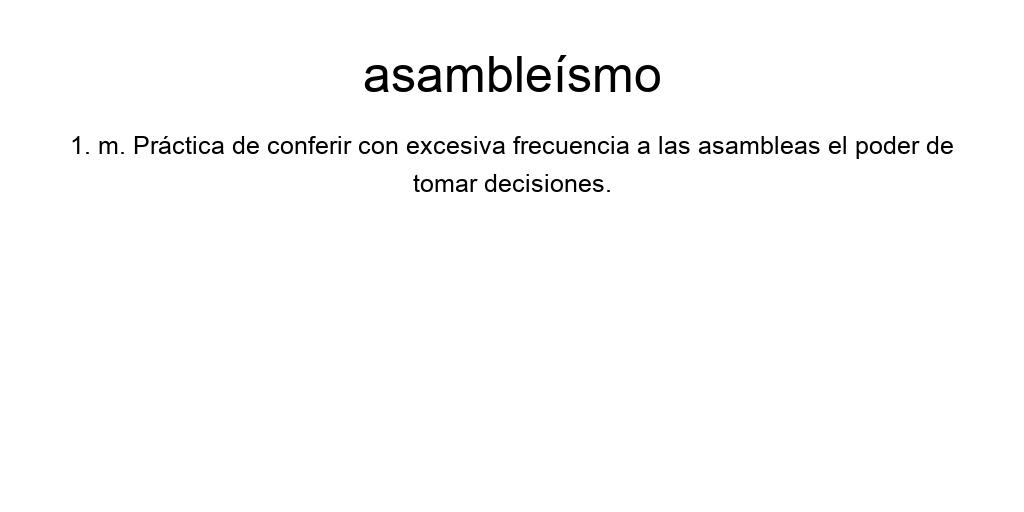 asambleísmo
1. m. Práctica de conferir con excesiva frecuencia a las asambleas el poder de
tomar decisiones.